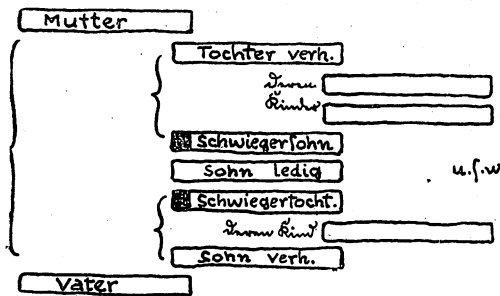 Mutter
Tochter verh.
Deren
Kinder
Schwiegersohn
Sohn ledig
u.s.w
Schwiegertocht.
Deren Kind
Sohn verh.
Vater